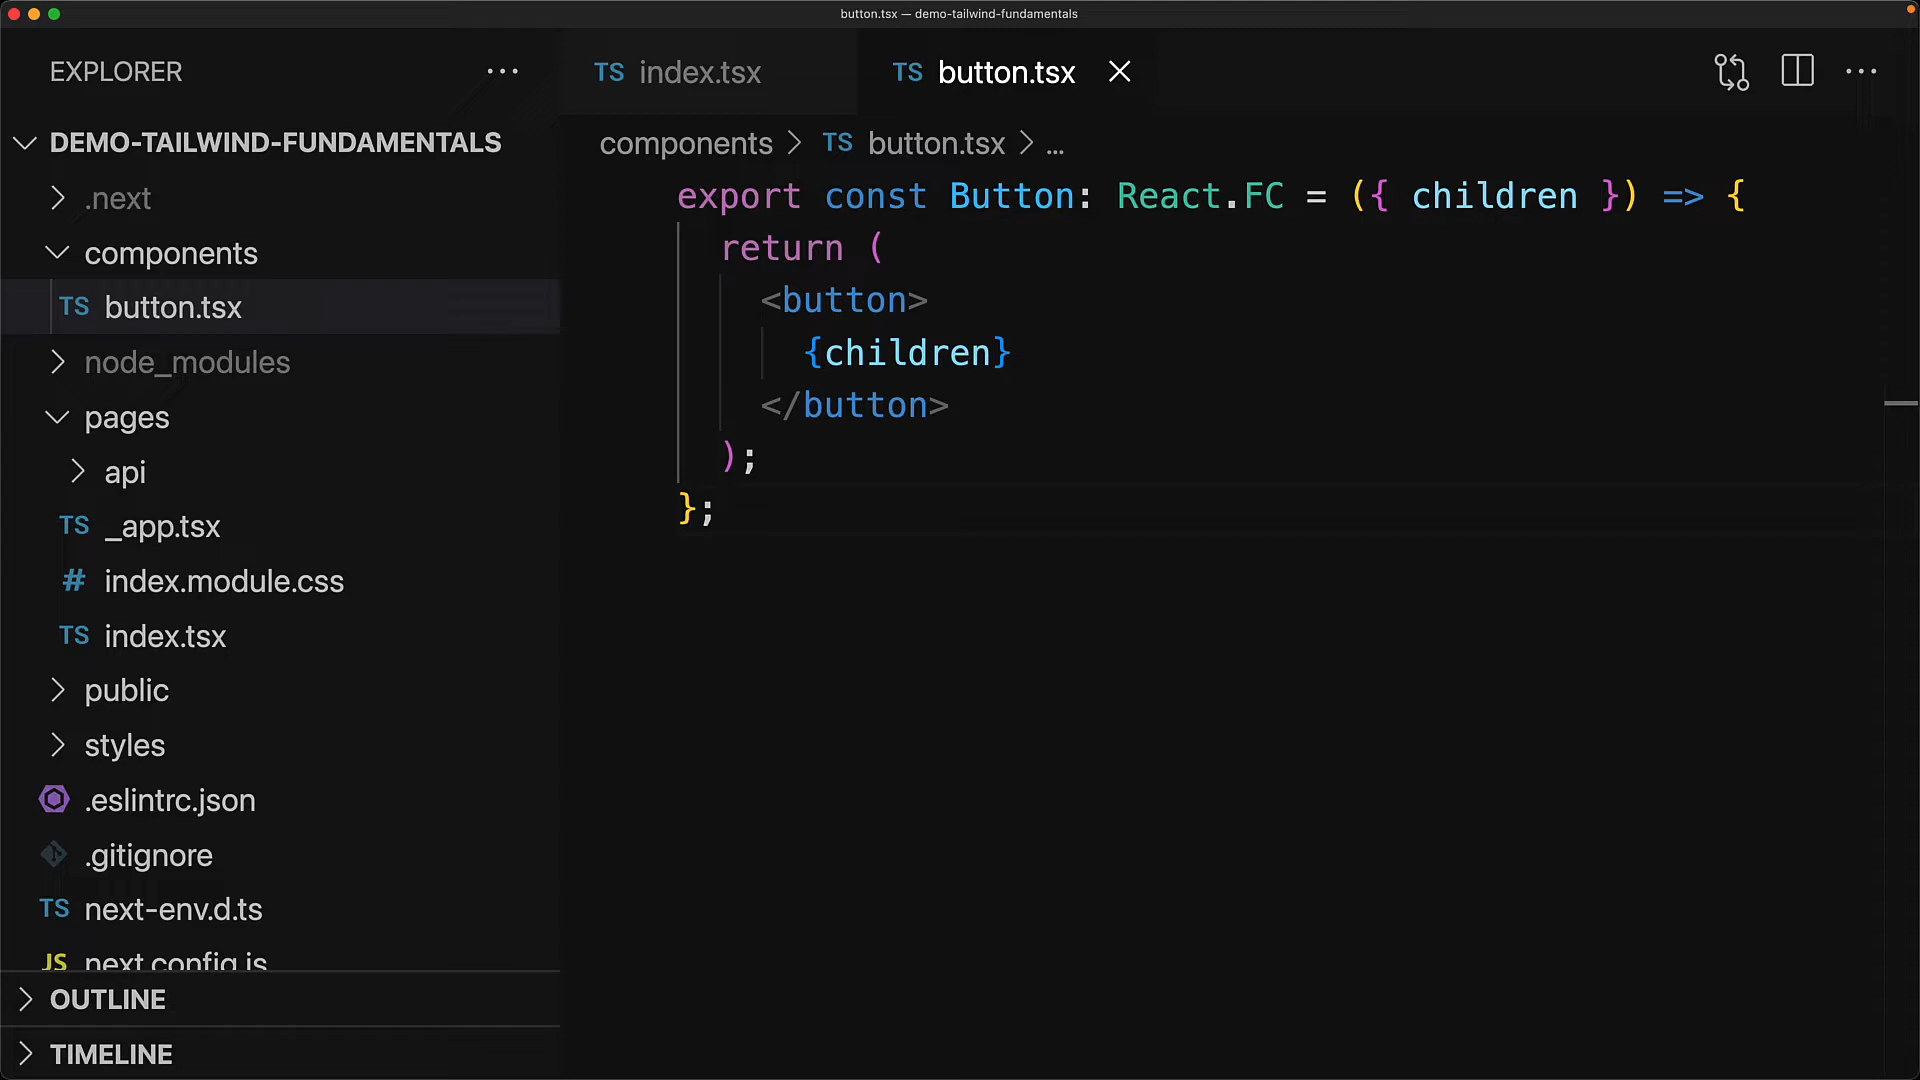 button.tsx — demo-tailwind-fundamentals
EXPLORER
TS index.tsx
TS button.tsx
DEMO-TAILWIND-FUNDAMENTALS
.next
components
TS button.tsx
node_modules
pages
api
TS _app.tsx
# index.module.css
TS index.tsx
public
styles
.eslintrc.json
.gitignore
TS next-env.d.ts
JS next.config.js
OUTLINE
TIMELINE
components > TS button.tsx > ...
export const Button: React.FC = ({ children }) => {
return (
<button>
{children}
</button>
);
};